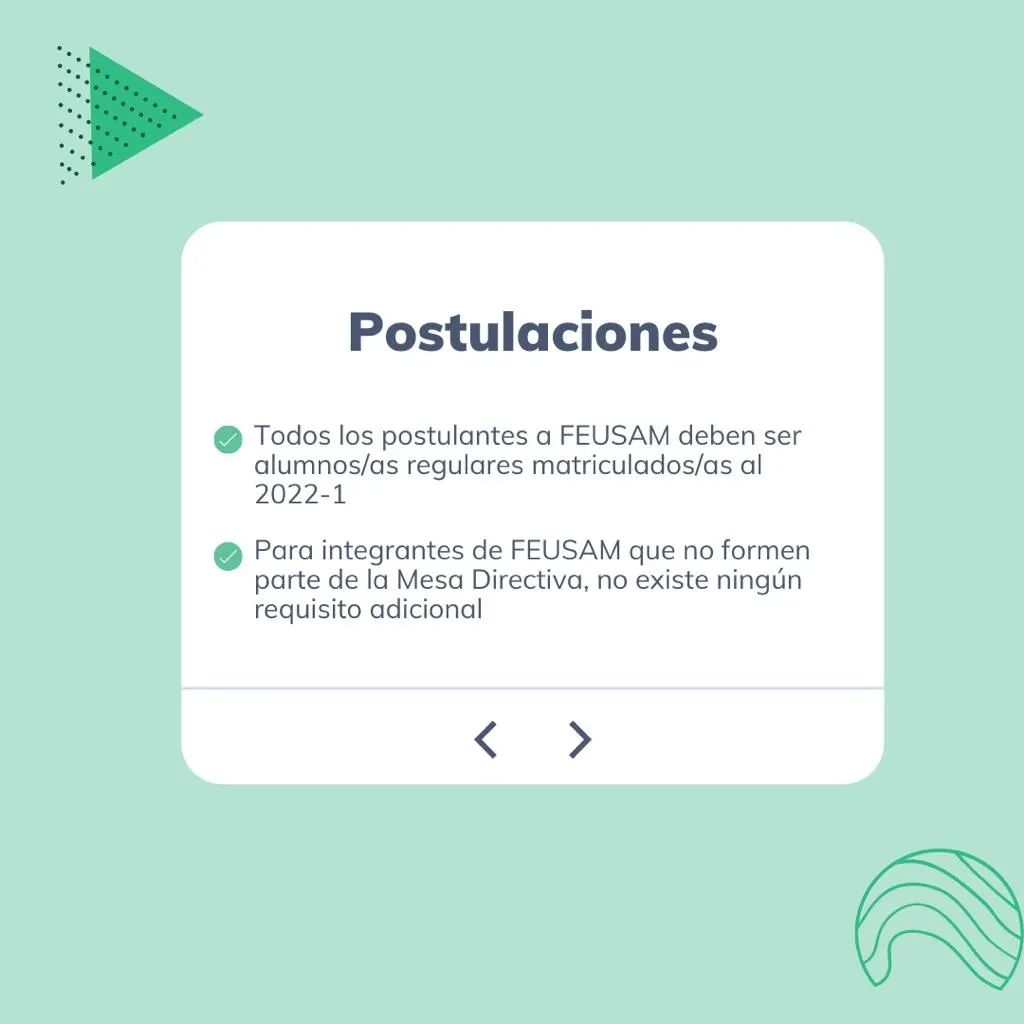 Postulaciones
Todos los postulantes a FEUSAM deben ser
alumnos/as regulares matriculados/as al
2022-1
Para integrantes de FEUSAM que no formen
parte de la Mesa Directiva, no existe ningún
requisito adicional